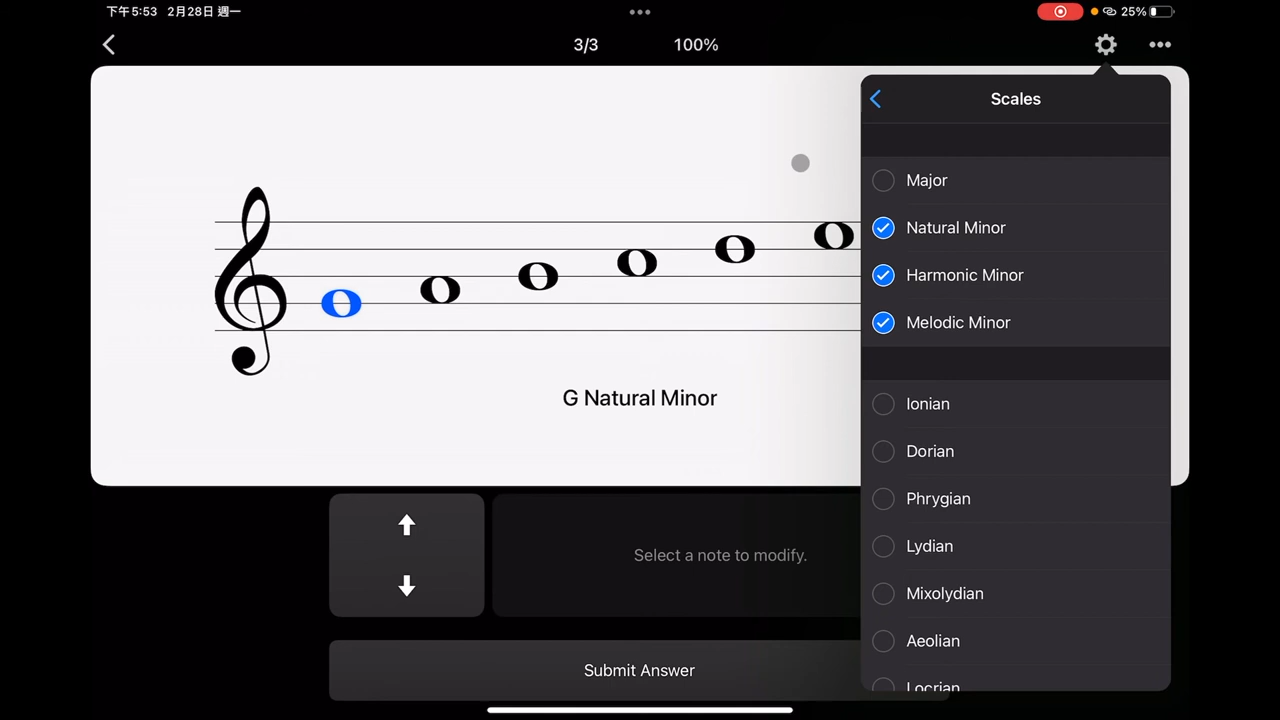 下午5:53 2月28日 週一
25%
3/3 100%
Scales
Major
Natural Minor
Harmonic Minor
Melodic Minor
Ionian
Dorian
Phrygian
Lydian
Mixolydian
Aeolian
Locrian
G Natural Minor
Select a note to modify.
Submit Answer